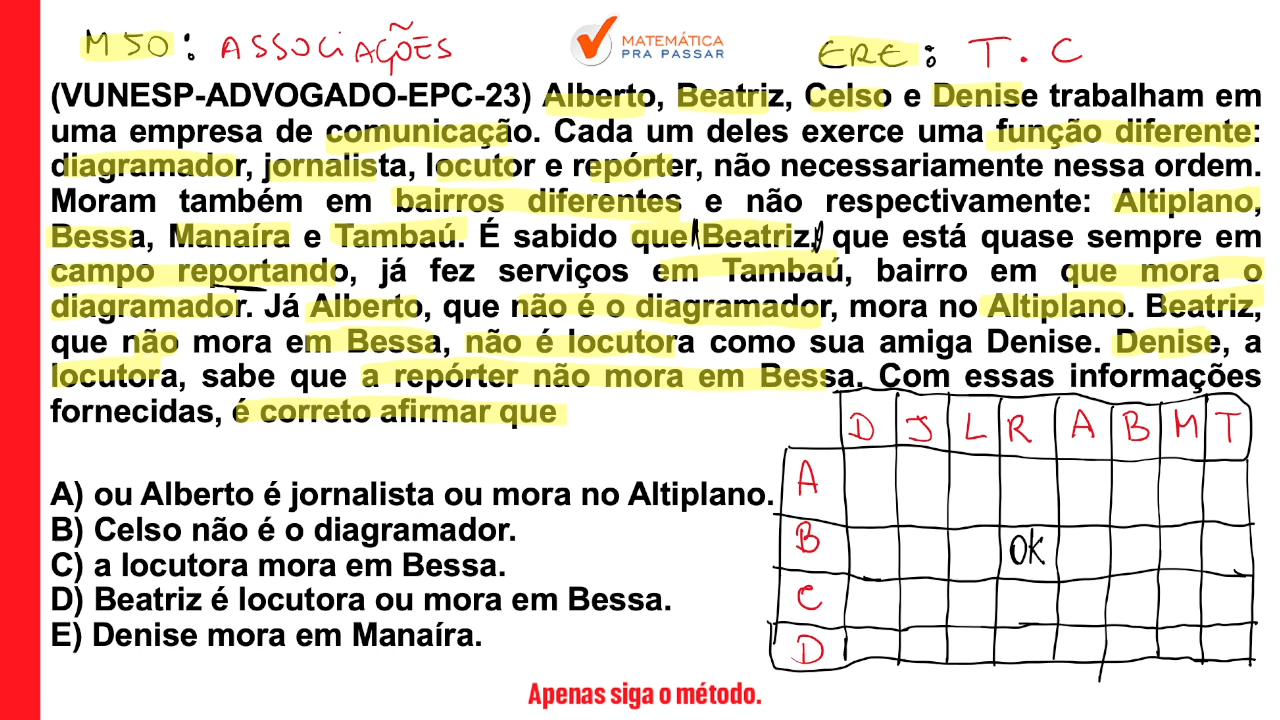 M50: ASSOCIAÇÕES
MATEMÁTICA
PRA PASSAR
ERE: T.C
(VUNESP-ADVOGADO-EPC-23) Alberto, Beatriz, Celso e Denise trabalham em
uma empresa de comunicação. Cada um deles exerce uma função diferente:
diagramador, jornalista, locutor e repórter, não necessariamente nessa ordem.
Moram também em bairros diferentes e não respectivamente: Altiplano,
Bessa, Manaíra e Tambaú. É sabido que Beatriz, que está quase sempre em
campo reportando, já fez serviços em Tambaú, bairro em que mora o
diagramador. Já Alberto, que não é o diagramador, mora no Altiplano. Beatriz,
que não mora em Bessa, não é locutora como sua amiga Denise. Denise, a
locutora, sabe que a repórter não mora em Bessa. Com essas informações
fornecidas, é correto afirmar que
D J L R A B M T
A) ou Alberto é jornalista ou mora no Altiplano.
B) Celso não é o diagramador.
C) a locutora mora em Bessa.
D) Beatriz é locutora ou mora em Bessa.
E) Denise mora em Manaíra.
A
B OK
C
D
Apenas siga o método.